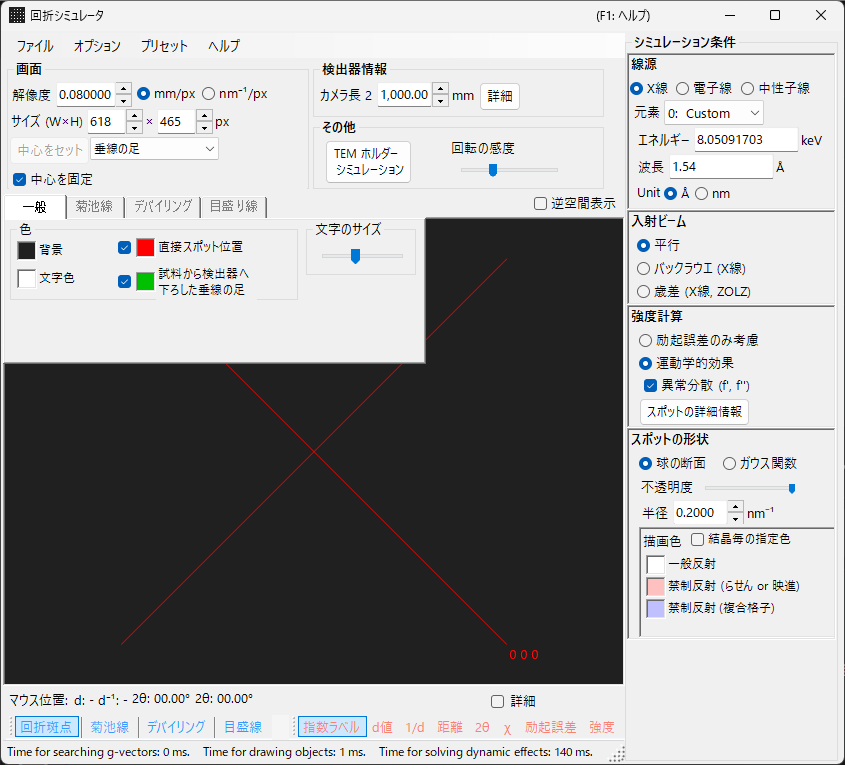 回折シミュレータ
(F1: ヘルプ)
ファイル オプション プリセット ヘルプ
画面
解像度 0.080000 mm/px nm⁻¹/px
サイズ (W×H) 618 × 465 px
中心をセット 垂線の足
中心を固定
検出器情報
カメラ長 2 1,000.00 mm 詳細
その他
TEM ホルダー
シミュレーション
回転の感度
一般 菊池線 デバイリング 目盛り線
逆空間表示
色
背景
文字色
直接スポット位置
試料から検出器へ
下ろした垂線の足
文字のサイズ
0 0 0
シミュレーション条件
線源
X線 電子線 中性子線
元素 0: Custom
エネルギー 8.05091703 keV
波長 1.54 Å
Unit Å nm
入射ビーム
平行
バックラウエ (X線)
歳差 (X線, ZOLZ)
強度計算
励起誤差のみ考慮
運動学的効果
異常分散 (f', f'')
スポットの詳細情報
スポットの形状
球の断面 ガウス関数
不透明度
半径 0.2000 nm⁻¹
描画色 結晶毎の指定色
一般反射
禁制反射 (らせん or 映進)
禁制反射 (複合格子)
マウス位置: d: - d⁻¹: - 2θ: 00.00° 2θ: 00.00°
詳細
回折斑点 菊池線 デバイリング 目盛線 指数ラベル d値 1/d 距離 2θ χ 励起誤差 強度
Time for searching g-vectors: 0 ms. Time for drawing objects: 1 ms. Time for solving dynamic effects: 140 ms.